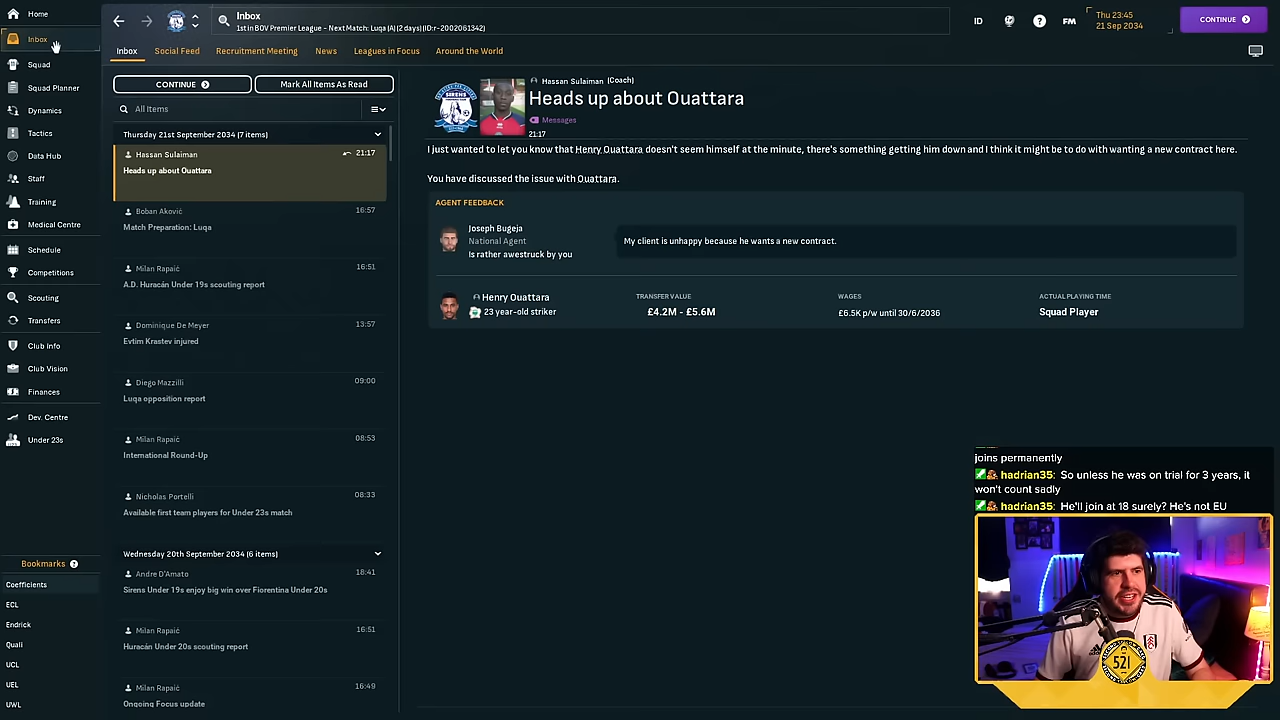 Home
Inbox
Squad
Squad Planner
Dynamics
Tactics
Data Hub
Staff
Training
Medical Centre
Schedule
Competitions
Scouting
Transfers
Club Info
Club Vision
Finances
Dev. Centre
Under 23s
Bookmarks
Coefficients
ECL
Endrick
Quali
UCL
UEL
UWL
Inbox
1st in BOV Premier League - Next Match: Luqa (A) (2 days) (ID:r-2002061342)
ID
FM
Thu 23:45
21 Sep 2034
CONTINUE
Inbox Social Feed Recruitment Meeting News Leagues in Focus Around the World
CONTINUE
Mark All Items As Read
All Items
Thursday 21st September 2034 (7 items)
Hassan Sulaiman 21:17
Heads up about Ouattara
Boban Aković 16:57
Match Preparation: Luqa
Milan Rapaić 16:51
A.D. Huracán Under 19s scouting report
Dominique De Meyer 13:57
Evtim Krastev injured
Diego Mazzilli 09:00
Luqa opposition report
Milan Rapaić 08:53
International Round-Up
Nicholas Portelli 08:33
Available first team players for Under 23s match
Wednesday 20th September 2034 (6 items)
Andre D'Amato 18:41
Sirens Under 19s enjoy big win over Fiorentina Under 20s
Milan Rapaić 16:51
Huracán Under 20s scouting report
Milan Rapaić 16:49
Ongoing Focus update
SIRENS
Hassan Sulaiman (Coach)
Heads up about Ouattara
Messages
21:17
I just wanted to let you know that Henry Ouattara doesn't seem himself at the minute, there's something getting him down and I think it might be to do with wanting a new contract here.
You have discussed the issue with Ouattara.
AGENT FEEDBACK
Joseph Bugeja
National Agent
Is rather awestruck by you
My client is unhappy because he wants a new contract.
Henry Ouattara
23 year-old striker
TRANSFER VALUE
£4.2M - £5.6M
WAGES
£6.5K p/w until 30/6/2036
ACTUAL PLAYING TIME
Squad Player
joins permanently
hadrian35: So unless he was on trial for 3 years, it
won't count sadly
hadrian35: He'll join at 18 surely? He's not EU
521